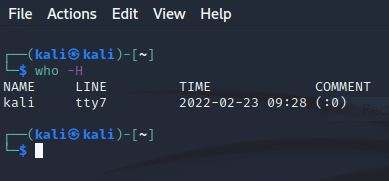 File Actions Edit View Help
┌──(kali㉿kali)-[~]
└─$ who -H
NAME LINE TIME COMMENT
kali tty7 2022-02-23 09:28 (:0)
┌──(kali㉿kali)-[~]
└─$